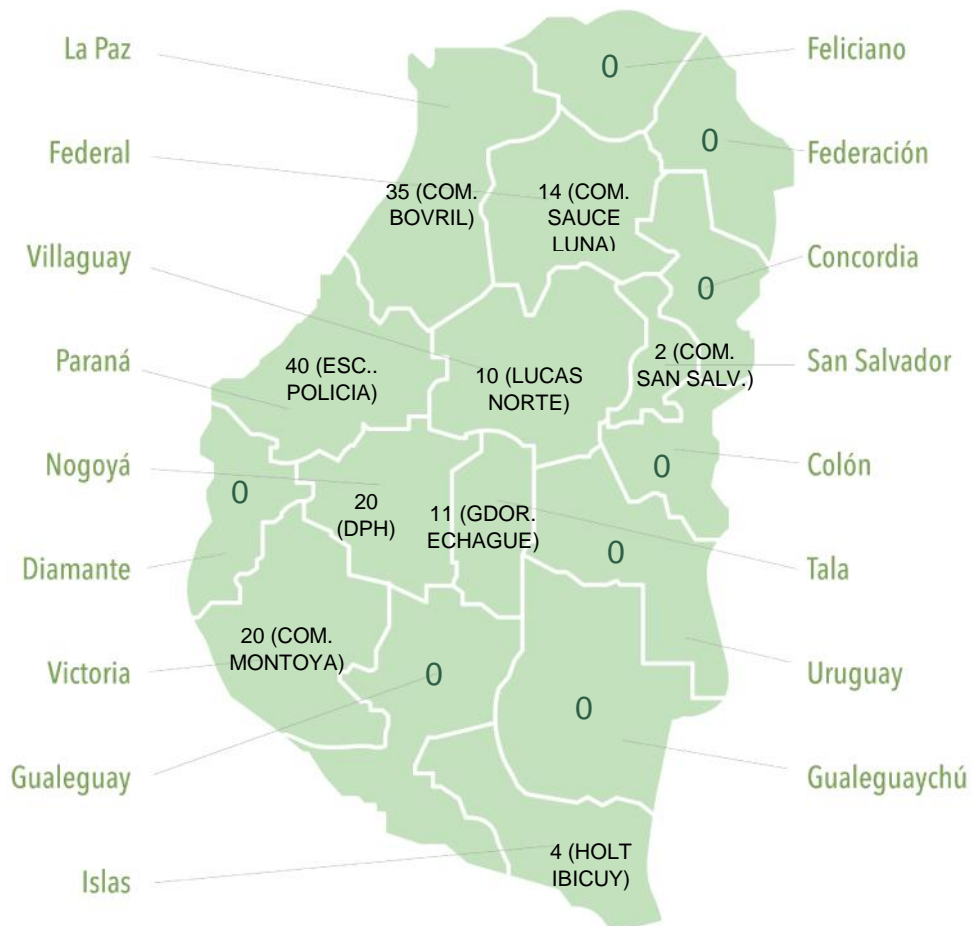 La Paz
Feliciano
0
Federal
0
Federación
35 (COM.
BOVRIL)
14 (COM.
SAUCE
LUNA)
Villaguay
Concordia
0
Paraná
40 (ESC..
POLICIA)
10 (LUCAS
NORTE)
2 (COM.
SAN SALV.)
San Salvador
Nogoyá
0
Colón
0
20
(DPH)
11 (GDOR.
ECHAGUE)
0
Diamante
Tala
20 (COM.
MONTOYA)
Victoria
0
Uruguay
0
Gualeguay
Gualeguaychú
4 (HOLT
IBICUY)
Islas